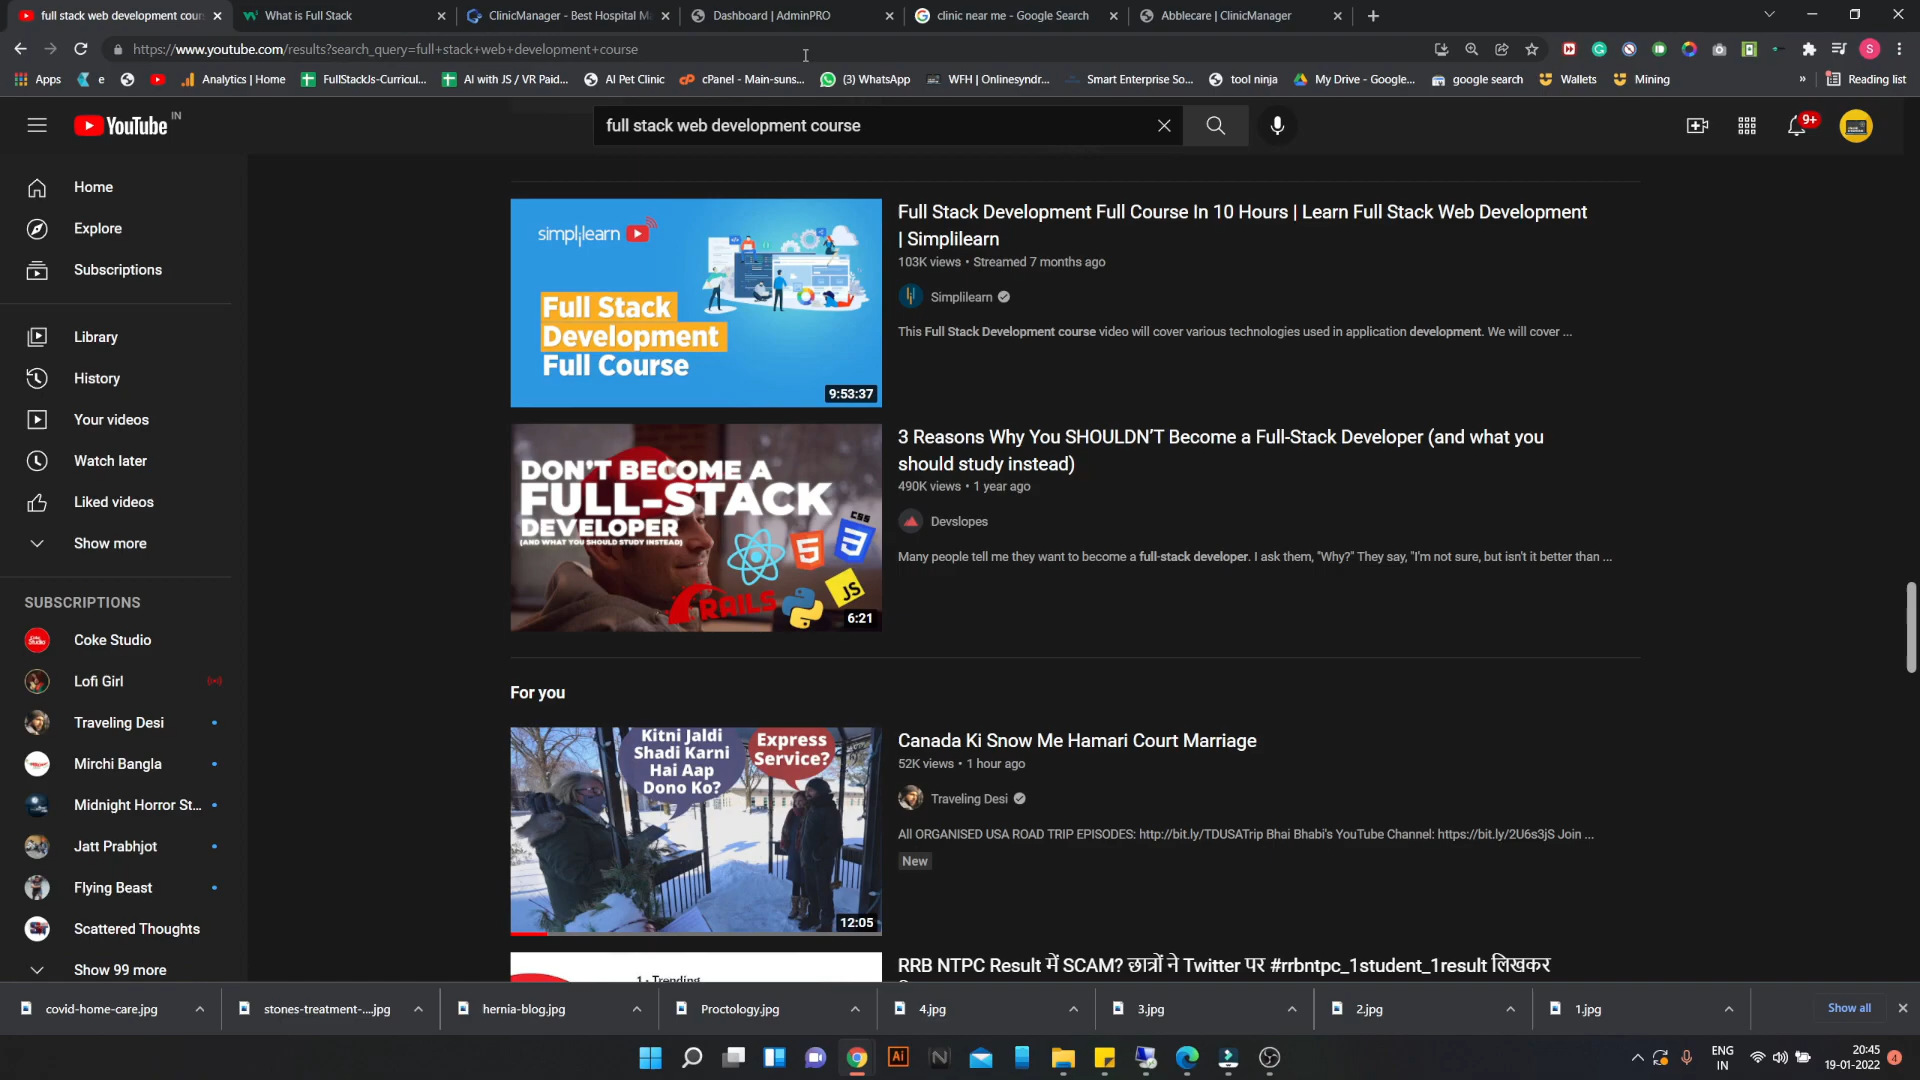 full stack web development cour
What is Full Stack
ClinicManager - Best Hospital M
Dashboard | AdminPRO
clinic near me - Google Search
Abblecare | ClinicManager
https://www.youtube.com/results?search_query=full+stack+web+development+course
Apps
e
Analytics | Home
FullStackJs-Curricul...
AI with JS / VR Paid...
AI Pet Clinic
cPanel - Main-suns...
(3) WhatsApp
WFH | Onlinesyndr...
Smart Enterprise So...
tool ninja
My Drive - Google...
google search
Wallets
Mining
»
Reading list
YouTube IN
full stack web development course
9+
Home
Explore
Subscriptions
Library
History
Your videos
Watch later
Liked videos
Show more
SUBSCRIPTIONS
Coke Studio
Lofi Girl
Traveling Desi
Mirchi Bangla
Midnight Horror St...
Jatt Prabhjot
Flying Beast
Scattered Thoughts
Show 99 more
simplilearn
Full Stack
Development
Full Course
9:53:37
Full Stack Development Full Course In 10 Hours | Learn Full Stack Web Development
| Simplilearn
103K views • Streamed 7 months ago
Simplilearn
This Full Stack Development course video will cover various technologies used in application development. We will cover ...
DON'T BECOME A
FULL-STACK
DEVELOPER
(AND WHAT YOU SHOULD STUDY INSTEAD)
CSS
3
5
JS
RAILS
6:21
3 Reasons Why You SHOULDN'T Become a Full-Stack Developer (and what you
should study instead)
490K views • 1 year ago
Devslopes
Many people tell me they want to become a full-stack developer. I ask them, "Why?" They say, "I'm not sure, but isn't it better than ...
For you
Kitni Jaldi
Shadi Karni
Hai Aap
Dono Ko?
Express
Service?
12:05
Canada Ki Snow Me Hamari Court Marriage
52K views • 1 hour ago
Traveling Desi
All ORGANISED USA ROAD TRIP EPISODES: http://bit.ly/TDUSATrip Bhai Bhabi's YouTube Channel: https://bit.ly/2U6s3jS Join ...
New
1 : Trending
RRB NTPC Result में SCAM? छात्रों ने Twitter पर #rrbntpc_1student_1result लिखकर
covid-home-care.jpg
stones-treatment-....jpg
hernia-blog.jpg
Proctology.jpg
4.jpg
3.jpg
2.jpg
1.jpg
Show all
Ai
N
ENG
IN
20:45
19-01-2022
4